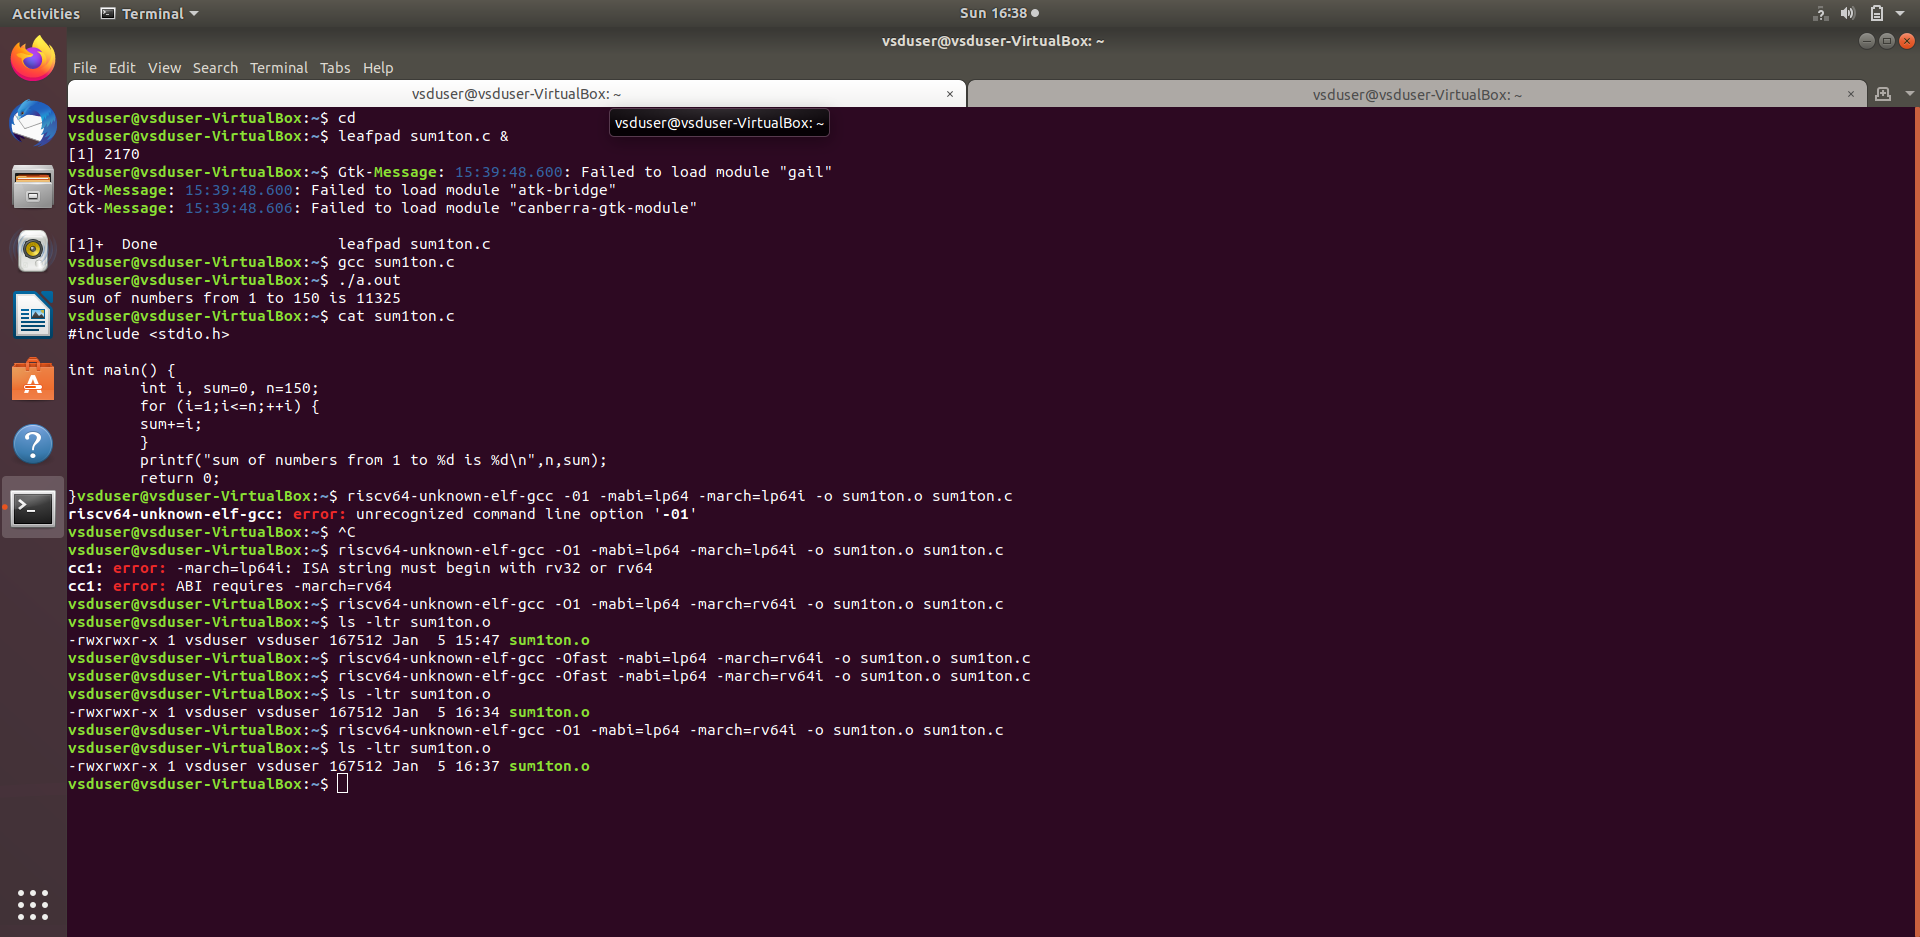 Activities
Terminal
Sun 16:38
vsduser@vsduser-VirtualBox: ~
File Edit View Search Terminal Tabs Help
vsduser@vsduser-VirtualBox: ~ × vsduser@vsduser-VirtualBox: ~ ×
vsduser@vsduser-VirtualBox: ~
vsduser@vsduser-VirtualBox:~$ cd
vsduser@vsduser-VirtualBox:~$ leafpad sum1ton.c &
[1] 2170
vsduser@vsduser-VirtualBox:~$ Gtk-Message: 15:39:48.600: Failed to load module "gail"
Gtk-Message: 15:39:48.600: Failed to load module "atk-bridge"
Gtk-Message: 15:39:48.606: Failed to load module "canberra-gtk-module"
[1]+  Done                    leafpad sum1ton.c
vsduser@vsduser-VirtualBox:~$ gcc sum1ton.c
vsduser@vsduser-VirtualBox:~$ ./a.out
sum of numbers from 1 to 150 is 11325
vsduser@vsduser-VirtualBox:~$ cat sum1ton.c
#include <stdio.h>
int main() {
        int i, sum=0, n=150;
        for (i=1;i<=n;++i) {
        sum+=i;
        }
        printf("sum of numbers from 1 to %d is %d\n",n,sum);
        return 0;
}vsduser@vsduser-VirtualBox:~$ riscv64-unknown-elf-gcc -01 -mabi=lp64 -march=lp64i -o sum1ton.o sum1ton.c
riscv64-unknown-elf-gcc: error: unrecognized command line option '-01'
vsduser@vsduser-VirtualBox:~$ ^C
vsduser@vsduser-VirtualBox:~$ riscv64-unknown-elf-gcc -O1 -mabi=lp64 -march=lp64i -o sum1ton.o sum1ton.c
cc1: error: -march=lp64i: ISA string must begin with rv32 or rv64
cc1: error: ABI requires -march=rv64
vsduser@vsduser-VirtualBox:~$ riscv64-unknown-elf-gcc -O1 -mabi=lp64 -march=rv64i -o sum1ton.o sum1ton.c
vsduser@vsduser-VirtualBox:~$ ls -ltr sum1ton.o
-rwxrwxr-x 1 vsduser vsduser 167512 Jan  5 15:47 sum1ton.o
vsduser@vsduser-VirtualBox:~$ riscv64-unknown-elf-gcc -Ofast -mabi=lp64 -march=rv64i -o sum1ton.o sum1ton.c
vsduser@vsduser-VirtualBox:~$ riscv64-unknown-elf-gcc -Ofast -mabi=lp64 -march=rv64i -o sum1ton.o sum1ton.c
vsduser@vsduser-VirtualBox:~$ ls -ltr sum1ton.o
-rwxrwxr-x 1 vsduser vsduser 167512 Jan  5 16:34 sum1ton.o
vsduser@vsduser-VirtualBox:~$ riscv64-unknown-elf-gcc -O1 -mabi=lp64 -march=rv64i -o sum1ton.o sum1ton.c
vsduser@vsduser-VirtualBox:~$ ls -ltr sum1ton.o
-rwxrwxr-x 1 vsduser vsduser 167512 Jan  5 16:37 sum1ton.o
vsduser@vsduser-VirtualBox:~$